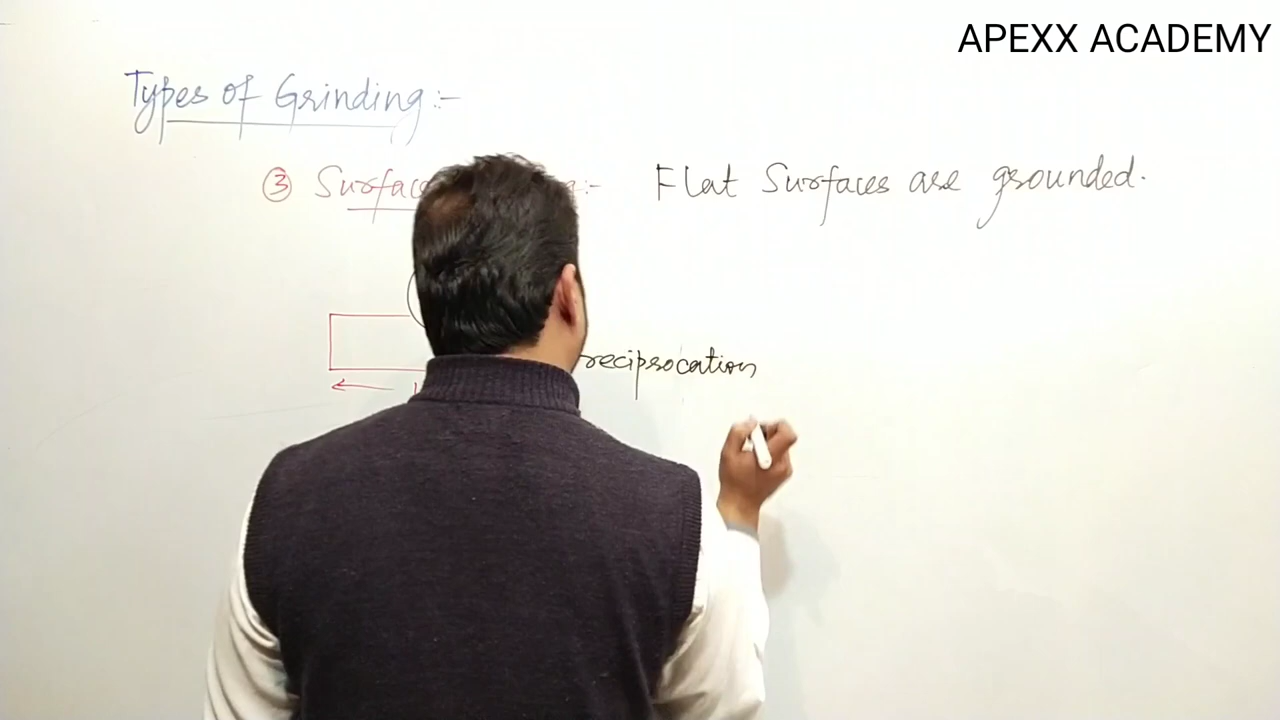 APEXX ACADEMY
Types of Grinding:-
③ Surface :- Flat Surfaces are grounded.
reciprocation